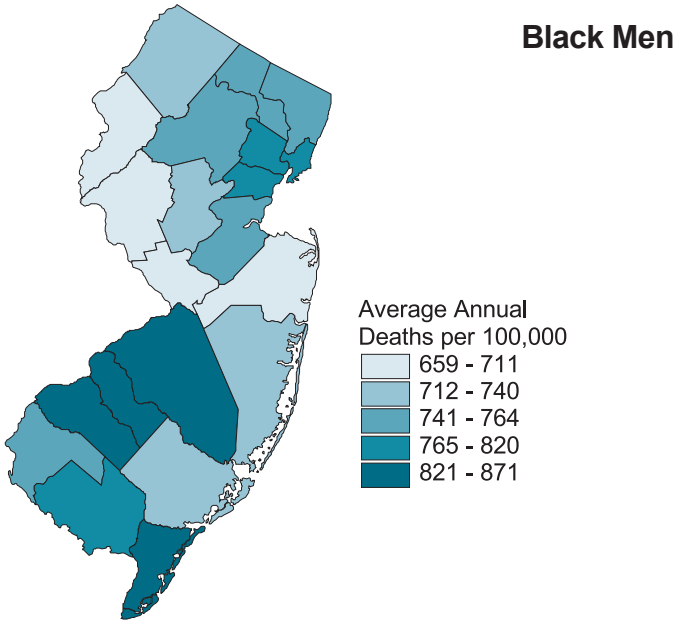 Black Men
Average Annual
Deaths per 100,000
659 - 711
712 - 740
741 - 764
765 - 820
821 - 871